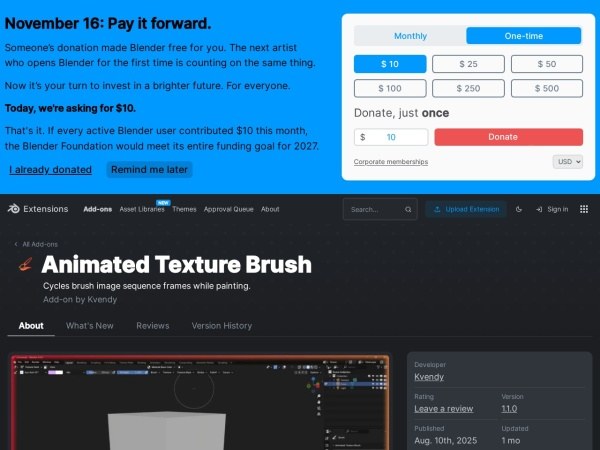 November 16: Pay it forward.
Someone's donation made Blender free for you. The next artist
who opens Blender for the first time is counting on the same thing.
Now it's your turn to invest in a brighter future. For everyone.
Today, we're asking for $10.
That's it. If every active Blender user contributed $10 this month,
the Blender Foundation would meet its entire funding goal for 2027.
I already donated Remind me later
Monthly One-time
$ 10 $ 25 $ 50
$ 100 $ 250 $ 500
Donate, just once
$ 10 Donate
Corporate memberships USD
Extensions Add-ons Asset Libraries NEW Themes Approval Queue About Search... Upload Extension Sign in
All Add-ons
Animated Texture Brush
Cycles brush image sequence frames while painting.
Add-on by Kvendy
About What's New Reviews Version History
Developer
Kvendy
Rating Version
Leave a review 1.1.0
Published Updated
Aug. 10th, 2025 1 mo